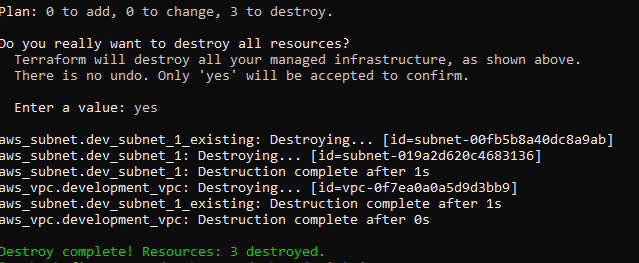 Plan: 0 to add, 0 to change, 3 to destroy.
Do you really want to destroy all resources?
Terraform will destroy all your managed infrastructure, as shown above.
There is no undo. Only 'yes' will be accepted to confirm.
Enter a value: yes
aws_subnet.dev_subnet_1_existing: Destroying... [id=subnet-00fb5b8a40dc8a9ab]
aws_subnet.dev_subnet_1: Destroying... [id=subnet-019a2d620c4683136]
aws_subnet.dev_subnet_1: Destruction complete after 1s
aws_vpc.development_vpc: Destroying... [id=vpc-0f7ea0a0a5d9d3bb9]
aws_subnet.dev_subnet_1_existing: Destruction complete after 1s
aws_vpc.development_vpc: Destruction complete after 0s
Destroy complete! Resources: 3 destroyed.